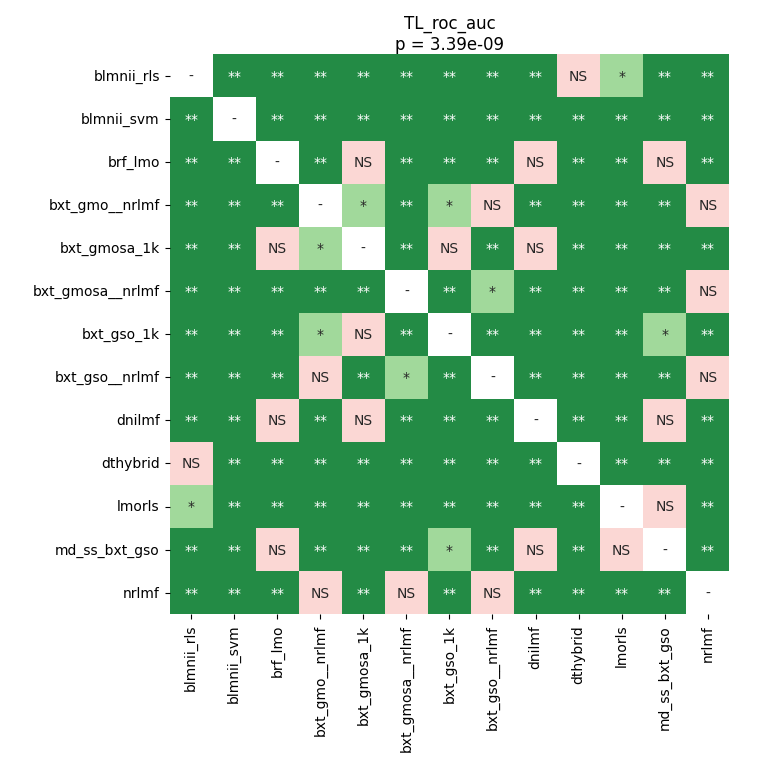 TL_roc_auc
p = 3.39e-09
blmnii_rls - ** ** ** ** ** ** ** ** NS * ** **
blmnii_svm ** - ** ** ** ** ** ** ** ** ** ** **
brf_lmo ** ** - ** NS ** ** ** NS ** ** NS **
bxt_gmo__nrlmf ** ** ** - * ** * NS ** ** ** ** NS
bxt_gmosa_1k ** ** NS * - ** NS ** NS ** ** ** **
bxt_gmosa__nrlmf ** ** ** ** ** - ** * ** ** ** ** NS
bxt_gso_1k ** ** ** * NS ** - ** ** ** ** * **
bxt_gso__nrlmf ** ** ** NS ** * ** - ** ** ** ** NS
dnilmf ** ** NS ** NS ** ** ** - ** ** NS **
dthybrid NS ** ** ** ** ** ** ** ** - ** ** **
lmorls * ** ** ** ** ** ** ** ** ** - NS **
md_ss_bxt_gso ** ** NS ** ** ** * ** NS ** NS - **
nrlmf ** ** ** NS ** NS ** NS ** ** ** ** -
blmnii_rls
blmnii_svm
brf_lmo
bxt_gmo__nrlmf
bxt_gmosa_1k
bxt_gmosa__nrlmf
bxt_gso_1k
bxt_gso__nrlmf
dnilmf
dthybrid
lmorls
md_ss_bxt_gso
nrlmf